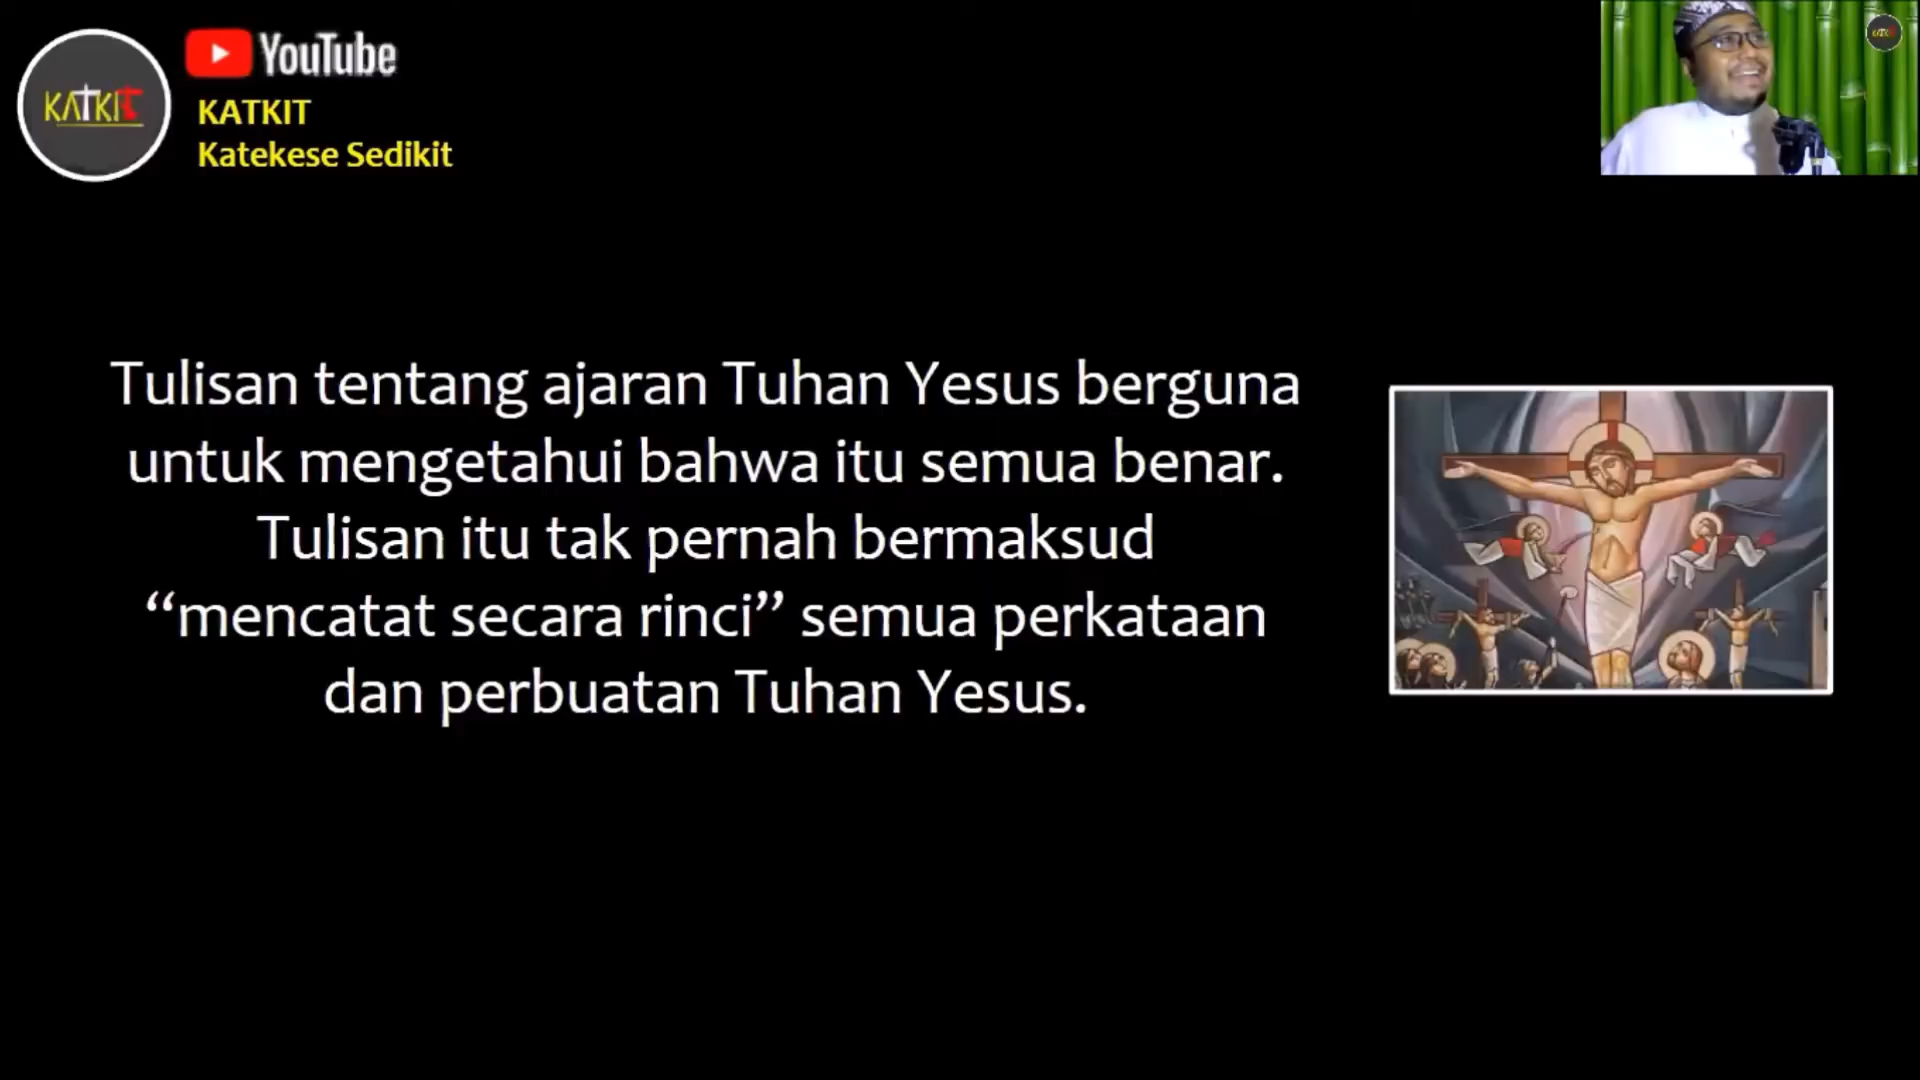 KATKIT
YouTube
KATKIT
Katekese Sedikit
Tulisan tentang ajaran Tuhan Yesus berguna
untuk mengetahui bahwa itu semua benar.
Tulisan itu tak pernah bermaksud
“mencatat secara rinci” semua perkataan
dan perbuatan Tuhan Yesus.